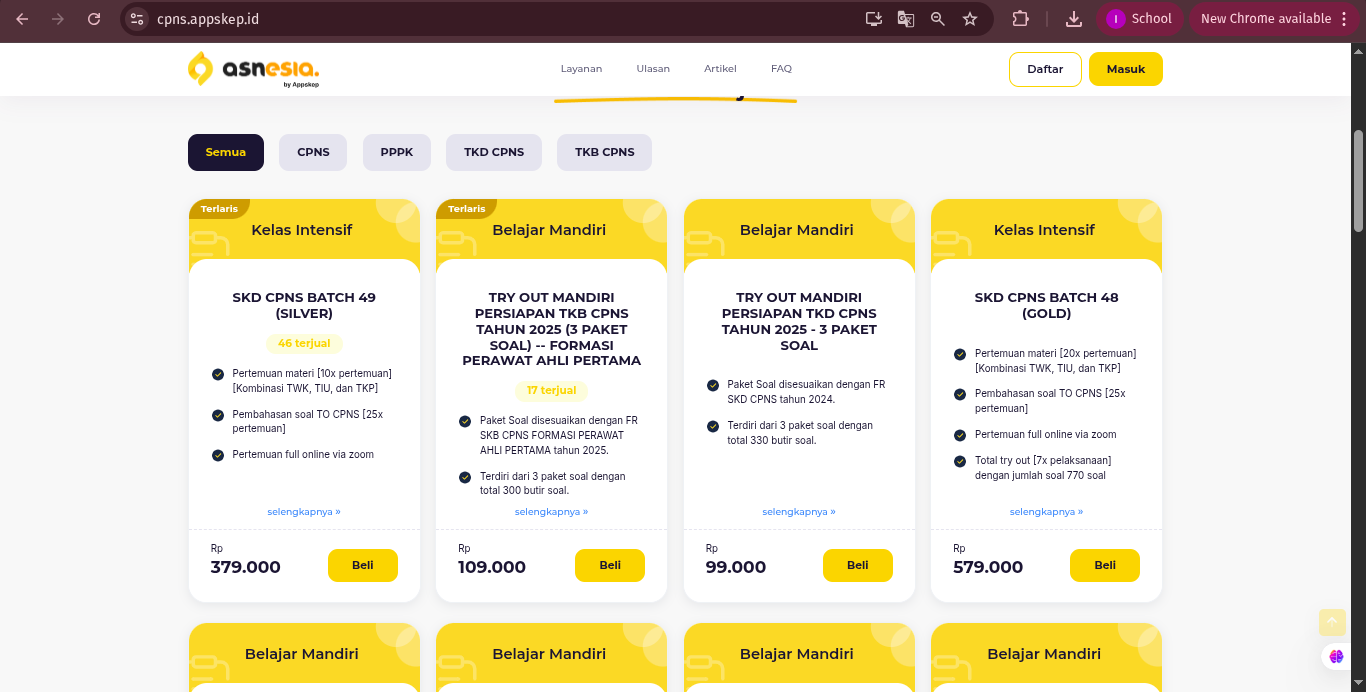 cpns.appskep.id
I
School
New Chrome available
asnesia.
by Appskep
Layanan
Ulasan
Artikel
FAQ
Daftar
Masuk
Semua
CPNS
PPPK
TKD CPNS
TKB CPNS
Terlaris
Kelas Intensif
SKD CPNS BATCH 49
(SILVER)
46 terjual
Pertemuan materi [10x pertemuan]
[Kombinasi TWK, TIU, dan TKP]
Pembahasan soal TO CPNS [25x
pertemuan]
Pertemuan full online via zoom
selengkapnya »
Rp
379.000
Beli
Terlaris
Belajar Mandiri
TRY OUT MANDIRI
PERSIAPAN TKB CPNS
TAHUN 2025 (3 PAKET
SOAL) -- FORMASI
PERAWAT AHLI PERTAMA
17 terjual
Paket Soal disesuaikan dengan FR
SKB CPNS FORMASI PERAWAT
AHLI PERTAMA tahun 2025.
Terdiri dari 3 paket soal dengan
total 300 butir soal.
selengkapnya »
Rp
109.000
Beli
Belajar Mandiri
TRY OUT MANDIRI
PERSIAPAN TKD CPNS
TAHUN 2025 - 3 PAKET
SOAL
Paket Soal disesuaikan dengan FR
SKD CPNS tahun 2024.
Terdiri dari 3 paket soal dengan
total 330 butir soal.
selengkapnya »
Rp
99.000
Beli
Kelas Intensif
SKD CPNS BATCH 48
(GOLD)
Pertemuan materi [20x pertemuan]
[Kombinasi TWK, TIU, dan TKP]
Pembahasan soal TO CPNS [25x
pertemuan]
Pertemuan full online via zoom
Total try out [7x pelaksanaan]
dengan jumlah soal 770 soal
selengkapnya »
Rp
579.000
Beli
Belajar Mandiri
Belajar Mandiri
Belajar Mandiri
Belajar Mandiri